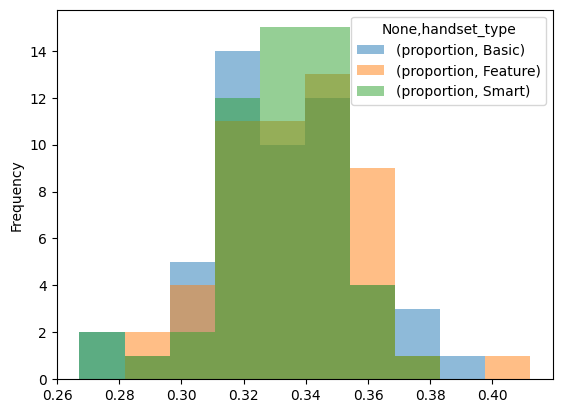 None,handset_type
(proportion, Basic)
(proportion, Feature)
(proportion, Smart)
Frequency
14
12
10
8
6
4
2
0
0.26 0.28 0.30 0.32 0.34 0.36 0.38 0.40